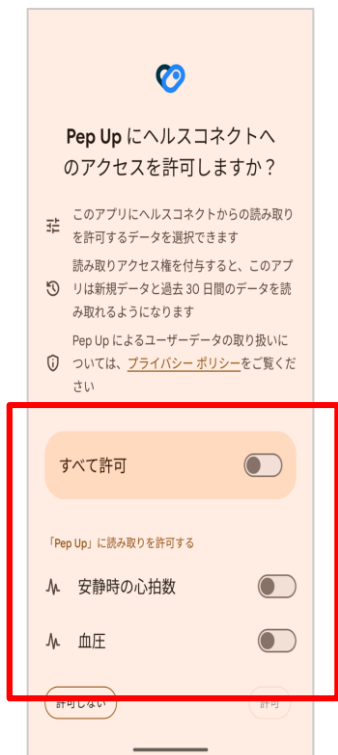 Pep Up にヘルスコネクトへ
のアクセスを許可しますか？
このアプリにヘルスコネクトからの読み取り
を許可するデータを選択できます
読み取りアクセス権を付与すると、このアプ
リは新規データと過去 30 日間のデータを読
み取れるようになります
Pep Up によるユーザーデータの取り扱いに
ついては、プライバシー ポリシーをご覧くだ
さい
すべて許可
「Pep Up」に読み取りを許可する
安静時の心拍数
血圧
許可しない
許可